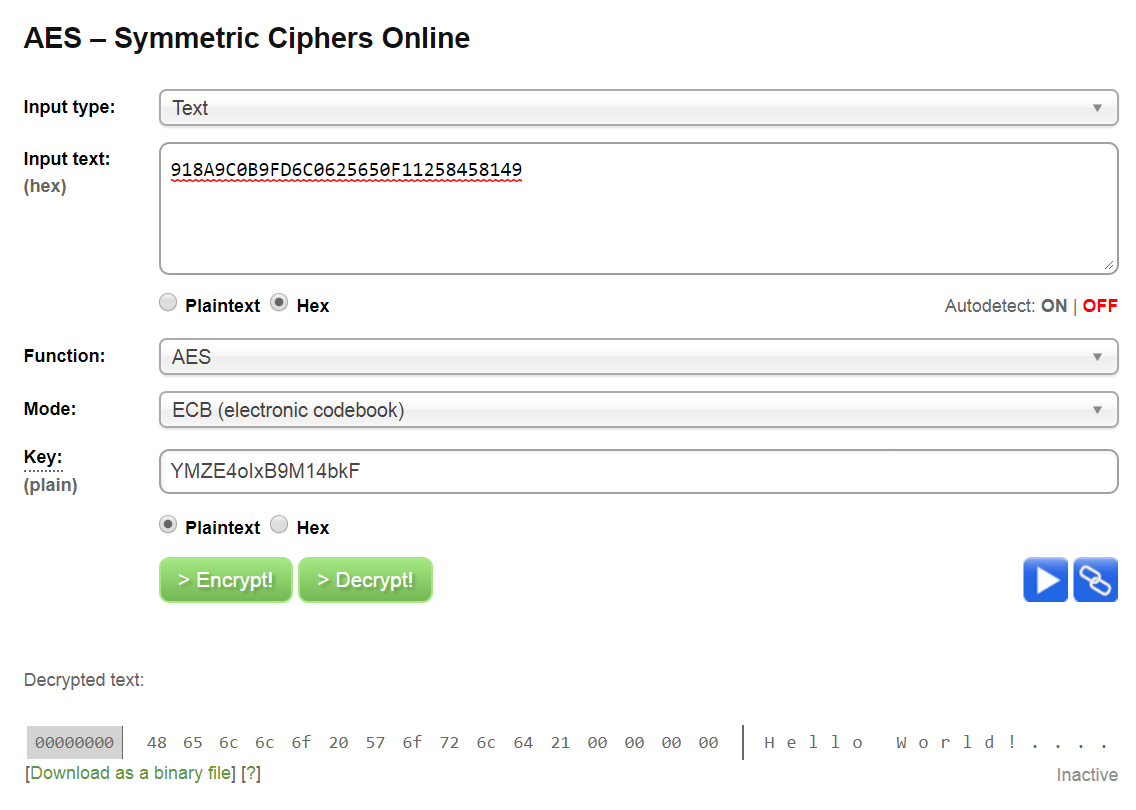 AES – Symmetric Ciphers Online
Input type: Text
Input text: 918A9C0B9FD6C0625650F11258458149
(hex)
Plaintext Hex Autodetect: ON | OFF
Function: AES
Mode: ECB (electronic codebook)
Key: YMZE4oIxB9M14bkF
(plain)
Plaintext Hex
> Encrypt! > Decrypt!
Decrypted text:
00000000 48 65 6c 6c 6f 20 57 6f 72 6c 64 21 00 00 00 00 H e l l o W o r l d ! . . . .
[Download as a binary file] [?]
Inactive